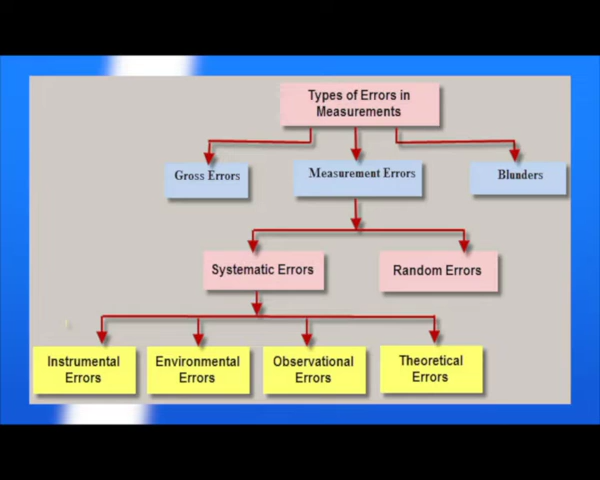 Types of Errors in
Measurements
Gross Errors
Measurement Errors
Blunders
Systematic Errors
Random Errors
Instrumental
Errors
Environmental
Errors
Observational
Errors
Theoretical
Errors